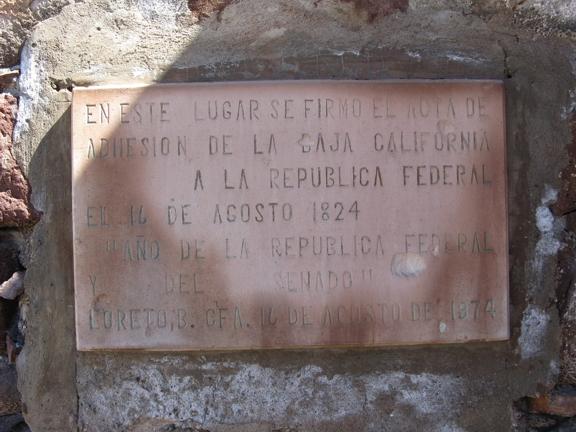 EN ESTE LUGAR SE FIRMO EL ACTA DE
ADHESION DE LA BAJA CALIFORNIA
A LA REPUBLICA FEDERAL
EL 16 DE AGOSTO 1824
"AÑO DE LA REPUBLICA FEDERAL
Y DEL SENADO"
LORETO, B. CFA. 16 DE AGOSTO DE 1974